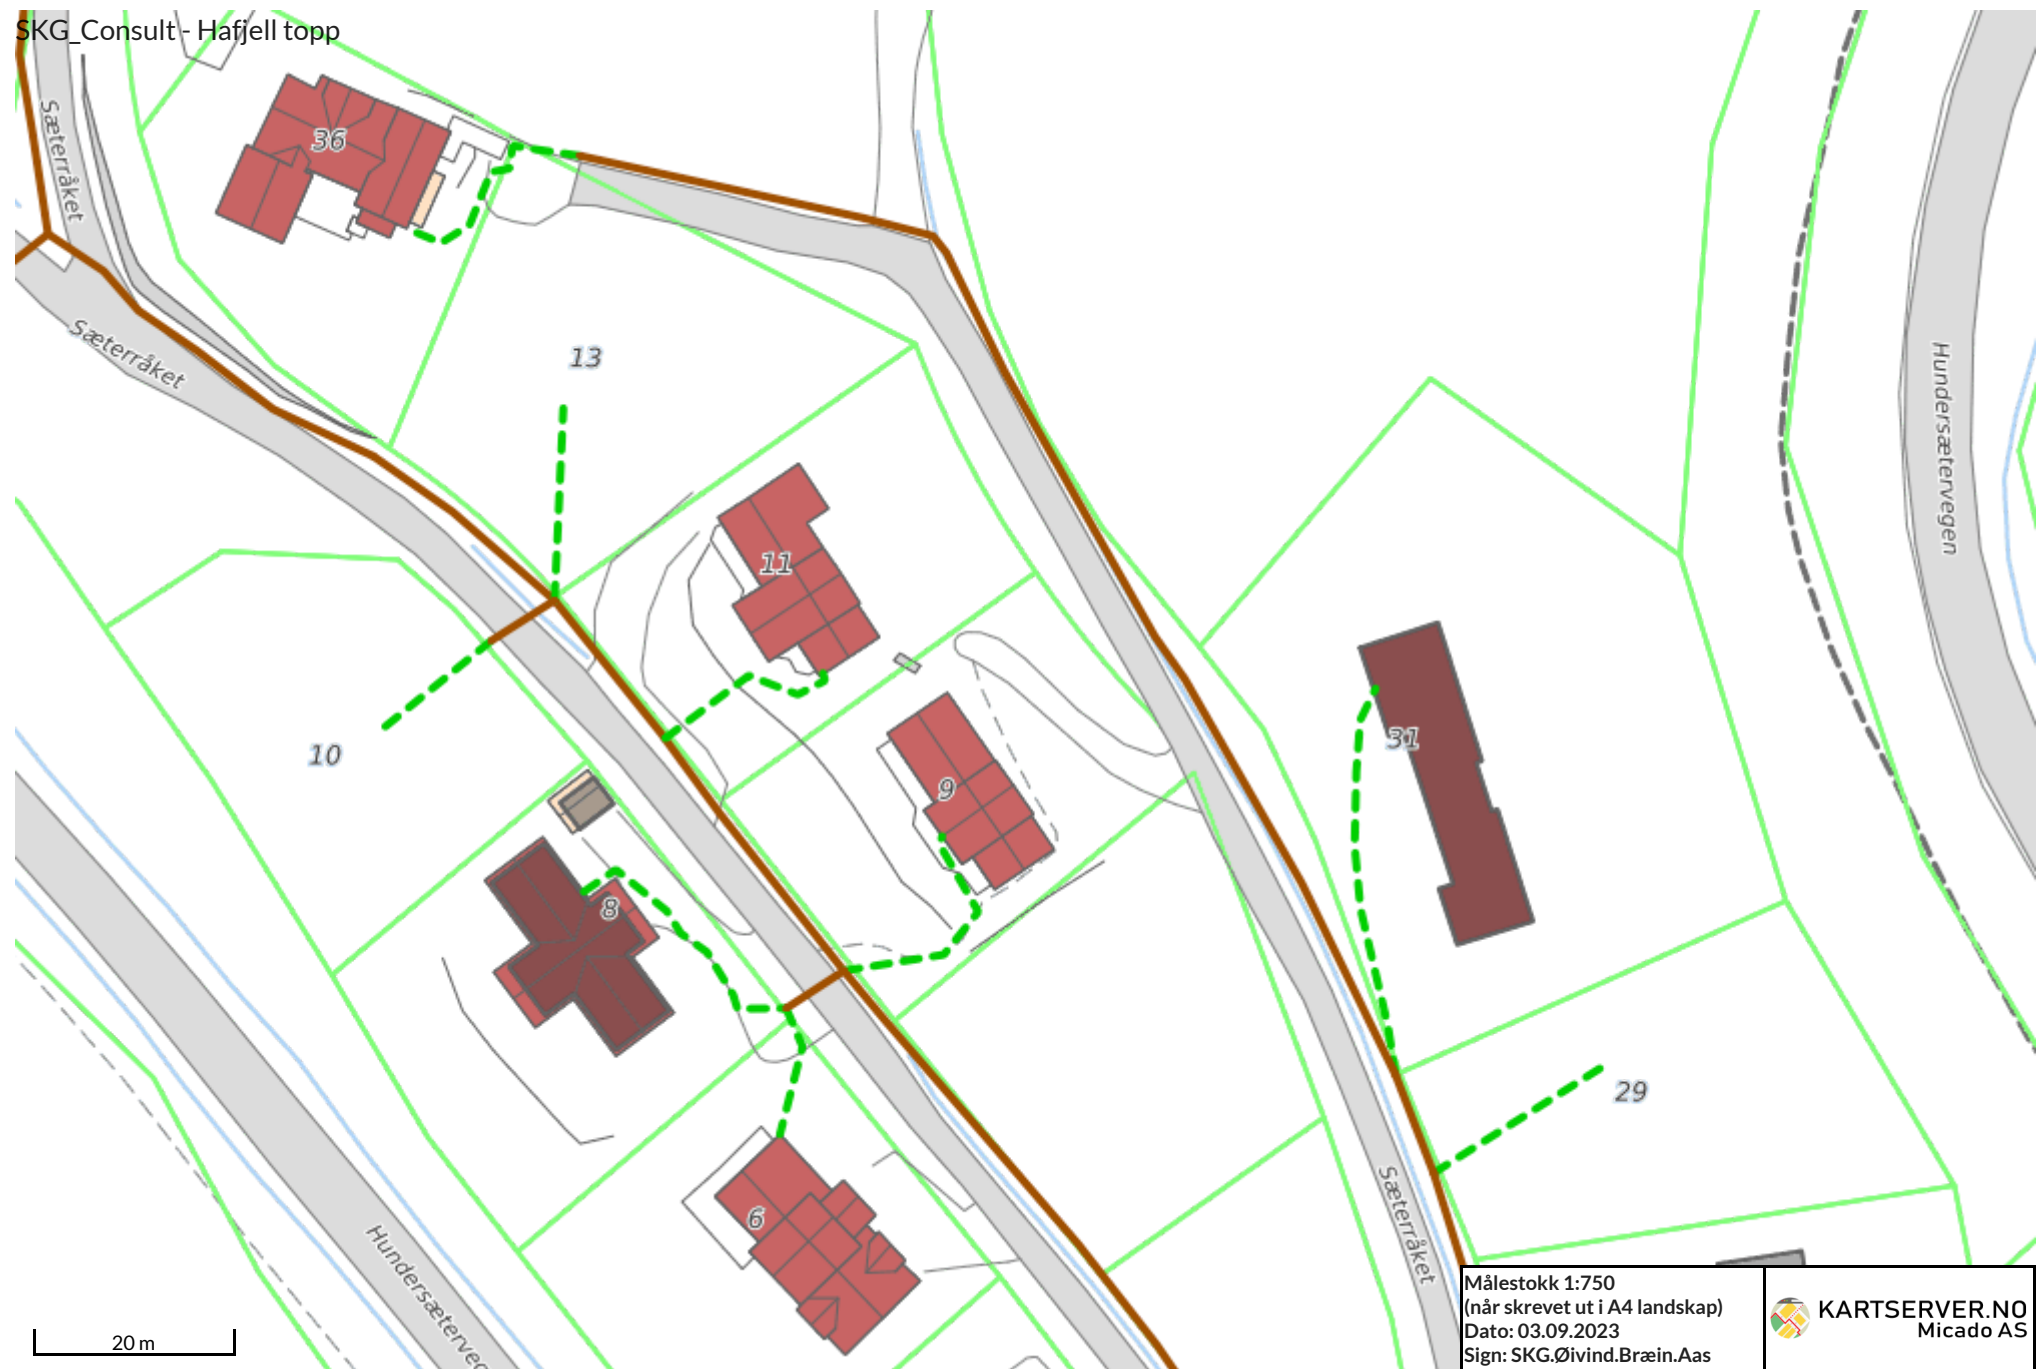 SKG_Consult - Hafjell topp
36
Sæterråket
13
Sæterråket
Hundersætervegen
11
10
31
9
8
29
6
Sæterråket
Hundersæterveg
20 m
Målestokk 1:750
(når skrevet ut i A4 landskap)
Dato: 03.09.2023
Sign: SKG.Øivind.Bræin.Aas
KARTSERVER.NO
Micado AS